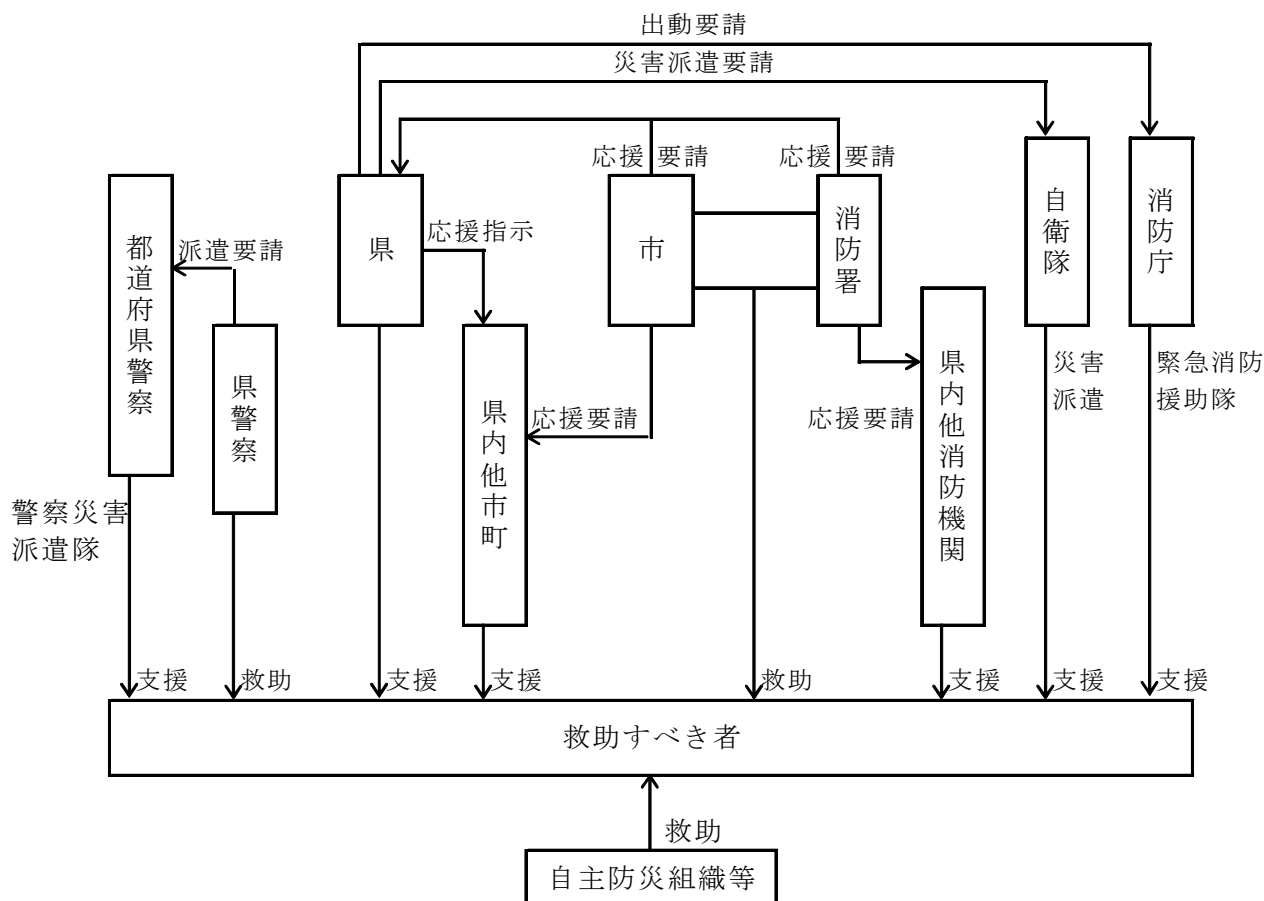 出動要請
災害派遣要請
応援要請
応援要請
都道府県警察
派遣要請
県
応援指示
市
消防署
自衛隊
消防庁
県警察
県内他市町
応援要請
応援要請
県内他消防機関
災害
派遣
緊急消防
援助隊
警察災害
派遣隊
支援
救助
支援
支援
救助
支援
支援
支援
救助すべき者
救助
自主防災組織等